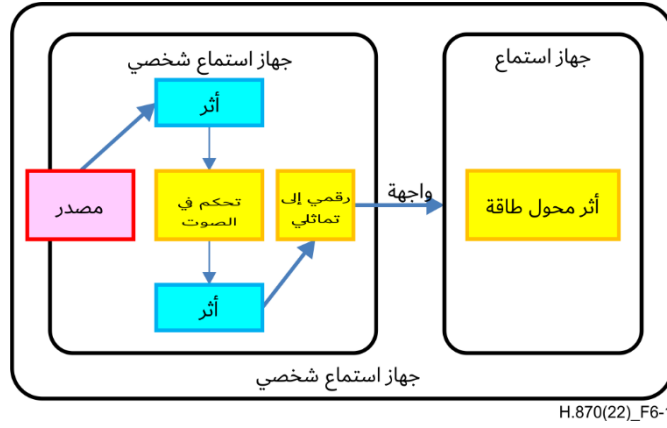 جهاز استماع شخصي
جهاز استماع
أثر
مصدر
تحكم في
الصوت
رقمي إلى
تماثلي
واجهة
أثر محول طاقة
أثر
جهاز استماع شخصي
H.870(22)_F6-